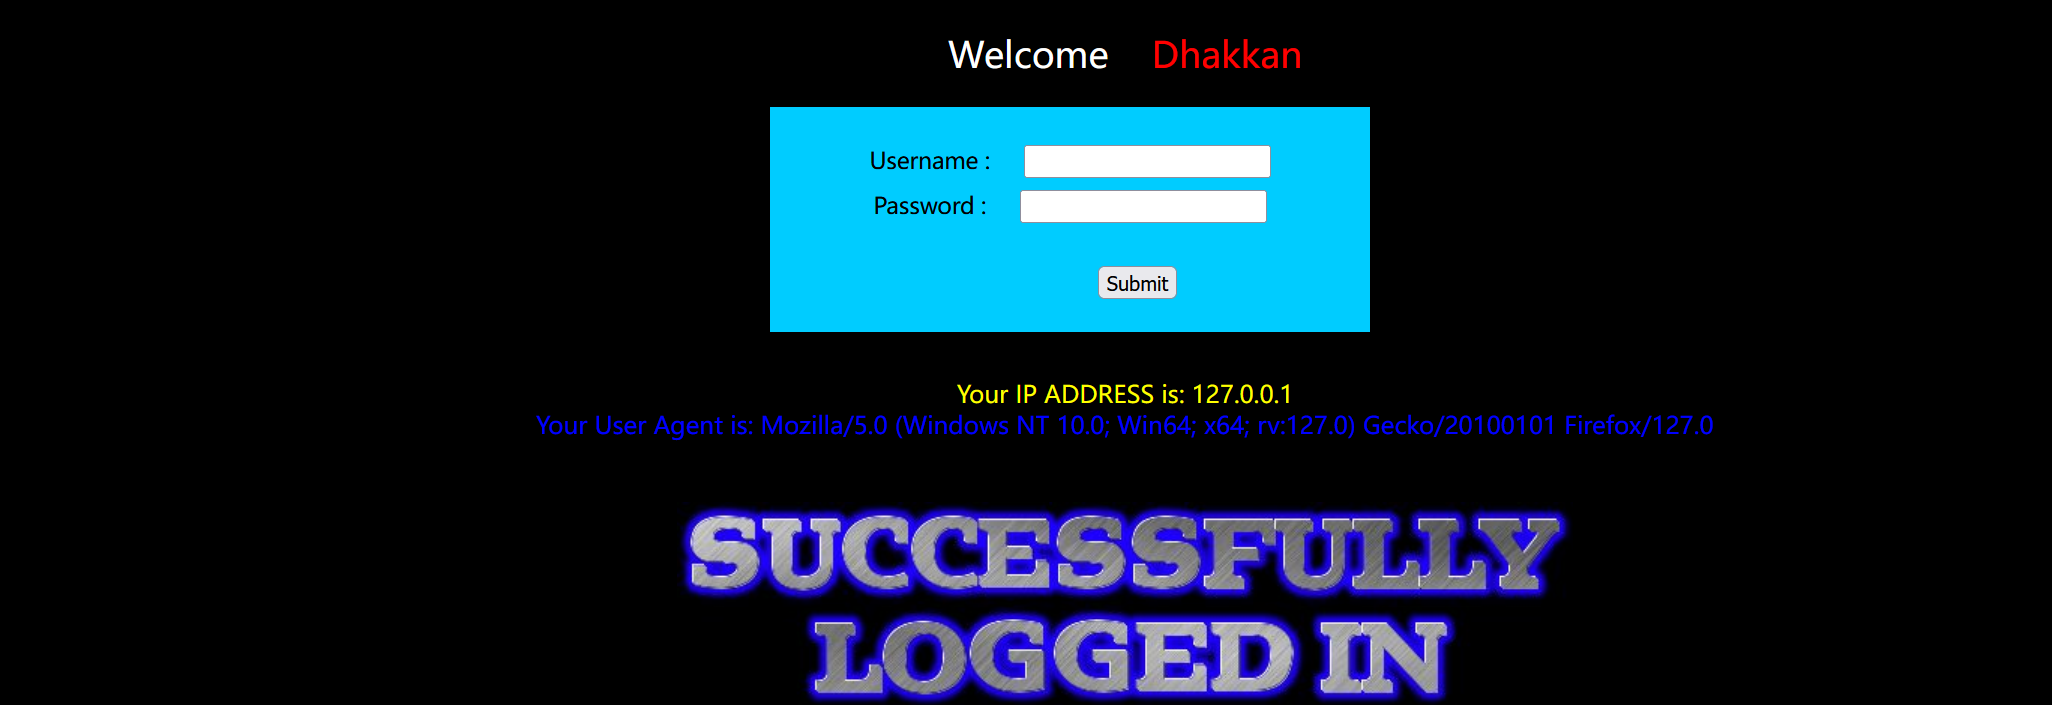 Welcome Dhakkan
Username :
Password :
Submit
Your IP ADDRESS is: 127.0.0.1
Your User Agent is: Mozilla/5.0 (Windows NT 10.0; Win64; x64; rv:127.0) Gecko/20100101 Firefox/127.0
SUCCESSFULLY
LOGGED IN